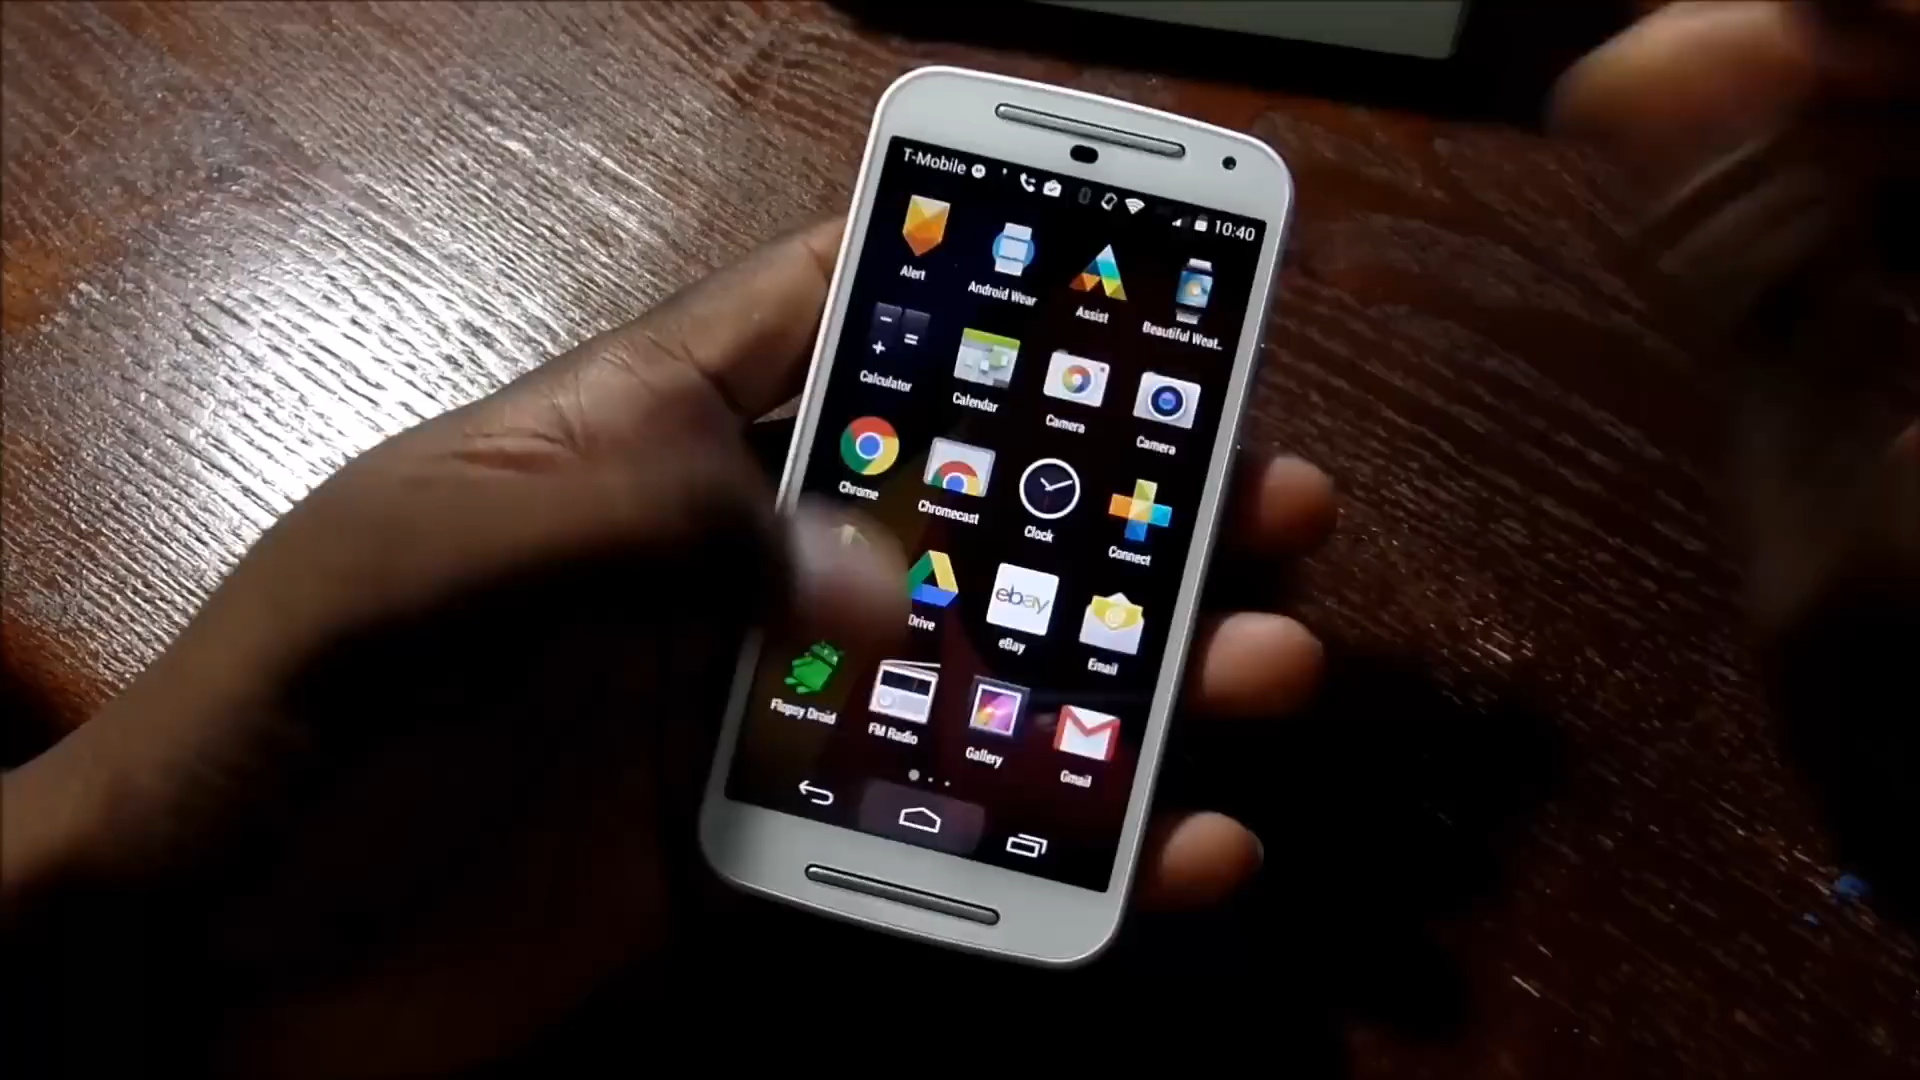 T-Mobile 10:40
Alert
Android Wear
Assist
Beautiful Weat..
Calculator
Calendar
Camera
Camera
Chrome
Chromecast
Clock
Connect
Drive
ebay
eBay
Email
Flopsy Droid
FM Radio
Gallery
Gmail